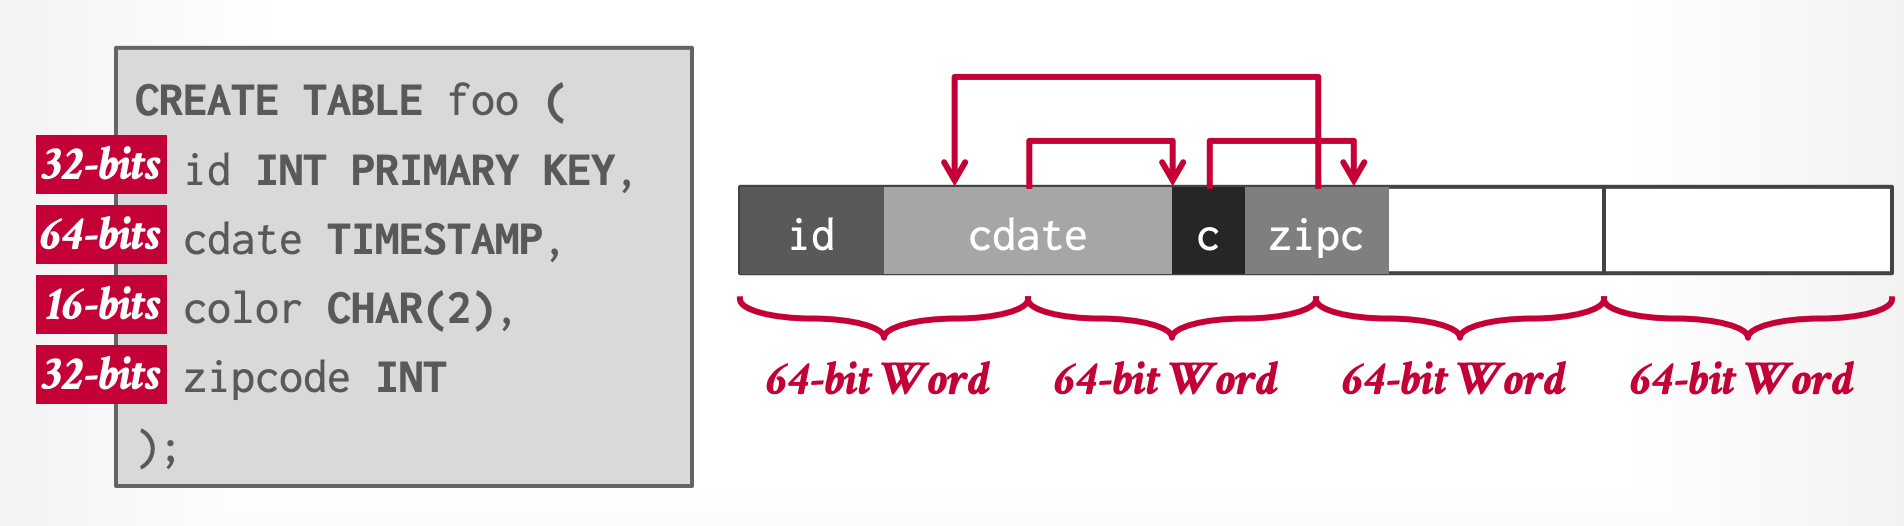 CREATE TABLE foo (
32-bits id INT PRIMARY KEY,
64-bits cdate TIMESTAMP,
16-bits color CHAR(2),
32-bits zipcode INT
);
id cdate c zipc
64-bit Word 64-bit Word 64-bit Word 64-bit Word